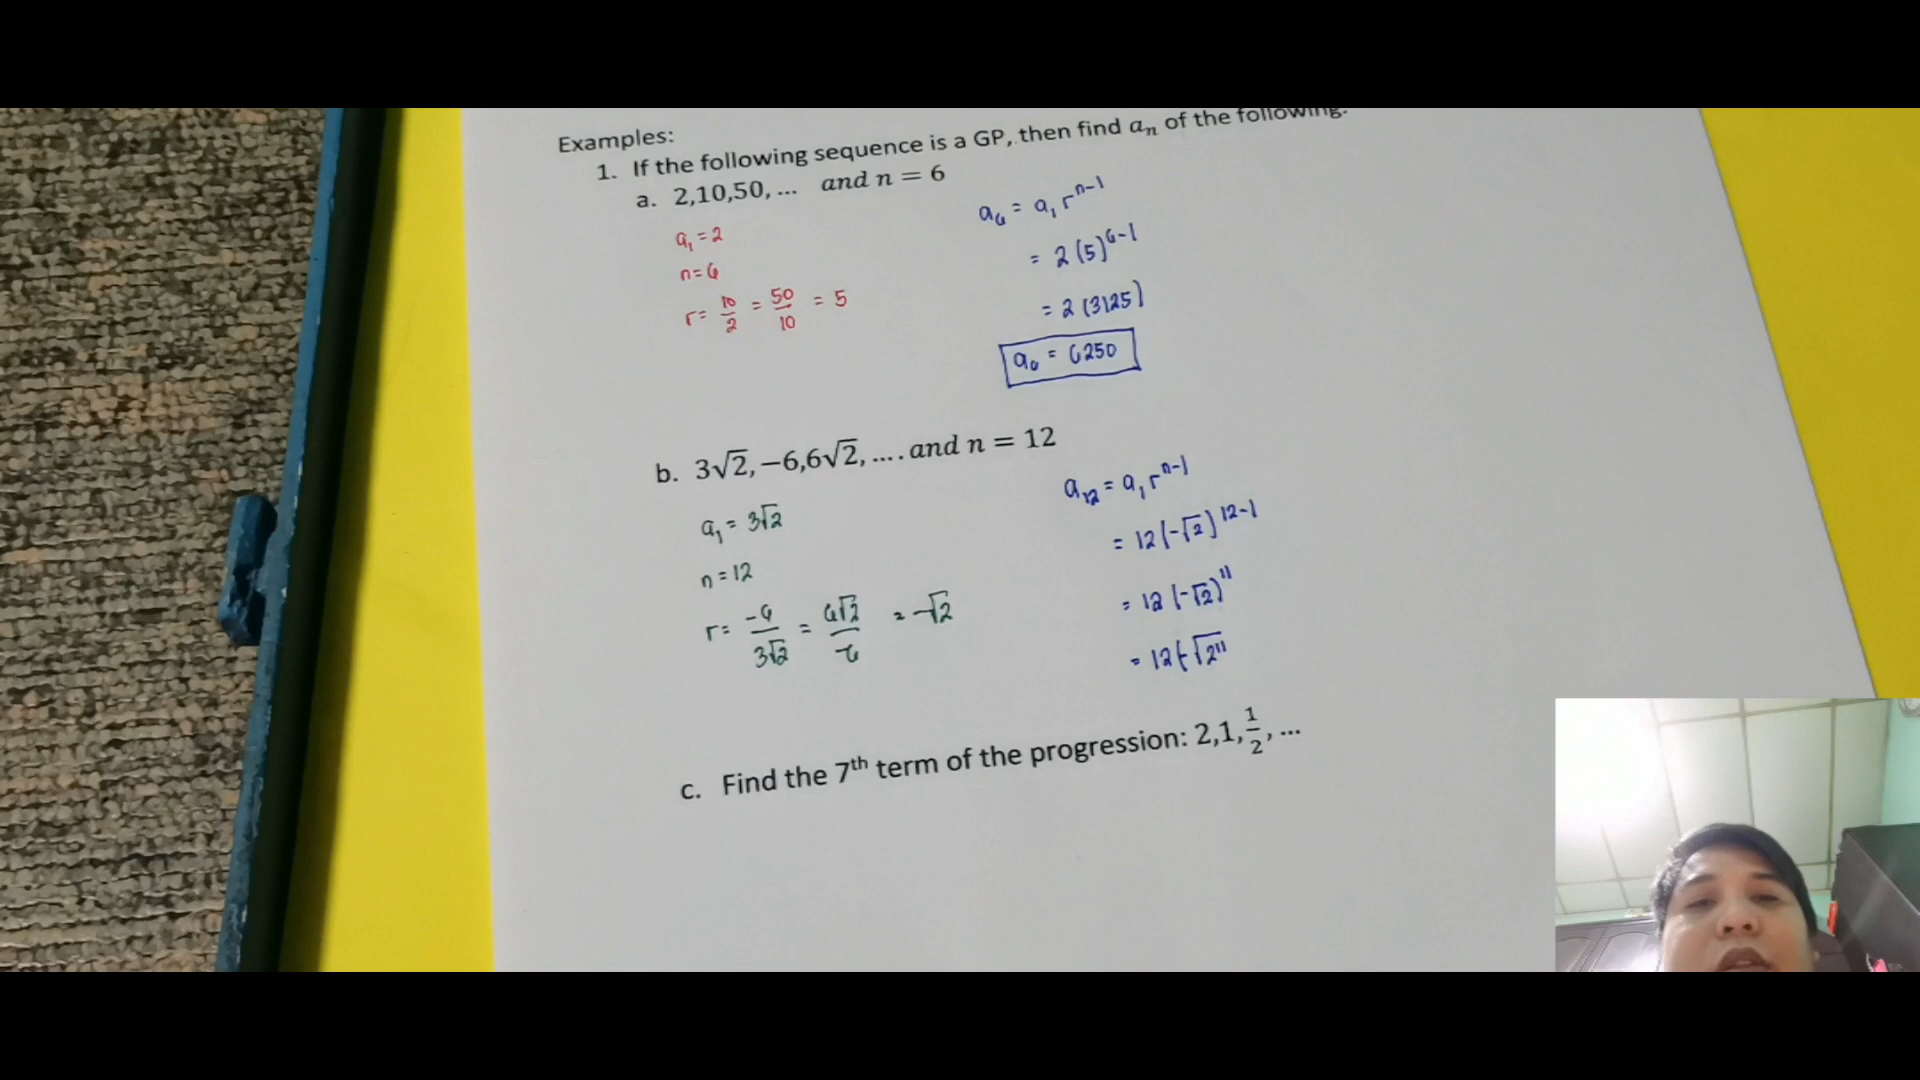 Examples:
1. If the following sequence is a GP, then find aₙ of the following.
a. 2,10,50, ... and n = 6
a₁ = 2
n = 6
r = 10/2 = 50/10 = 5
a₆ = a₁ rⁿ⁻¹
= 2 (5)⁶⁻¹
= 2 (3125)
a₆ = 6250
b. 3√2, −6,6√2, .... and n = 12
a₁ = 3√2
n = 12
r = -6/3√2 = 6√2/-6 = -√2
a₁₂ = a₁ rⁿ⁻¹
= 12 (-√2)¹²⁻¹
= 12 (-√2)¹¹
= 12 (-√2¹¹
c. Find the 7ᵗʰ term of the progression: 2,1,1/2, ...